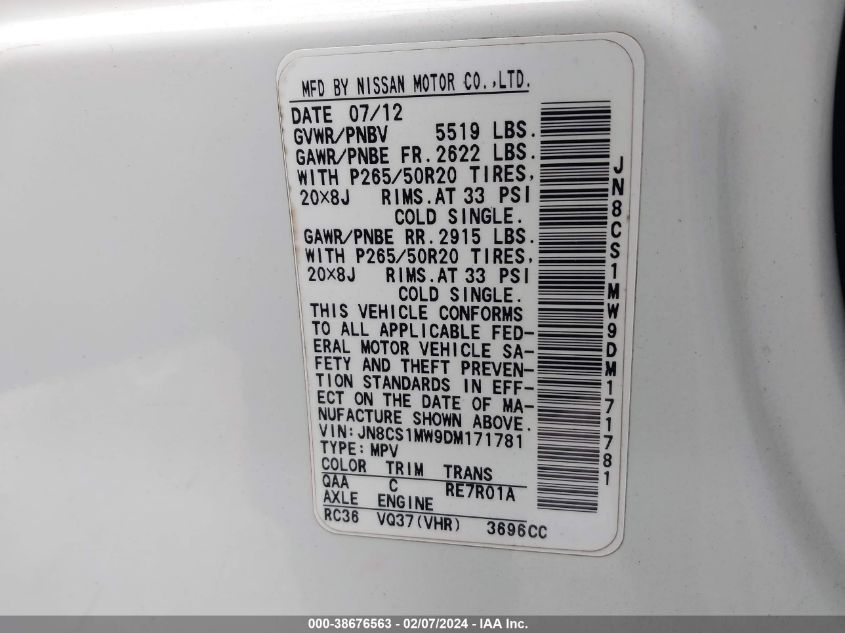 MFD BY NISSAN MOTOR CO.,LTD.
DATE 07/12
GVWR/PNBV 5519 LBS.
GAWR/PNBE FR. 2622 LBS.
WITH P265/50R20 TIRES,
20×8J RIMS.AT 33 PSI
COLD SINGLE.
GAWR/PNBE RR. 2915 LBS.
WITH P265/50R20 TIRES,
20×8J RIMS.AT 33 PSI
COLD SINGLE.
THIS VEHICLE CONFORMS
TO ALL APPLICABLE FED-
ERAL MOTOR VEHICLE SA-
FETY AND THEFT PREVEN-
TION STANDARDS IN EFF-
ECT ON THE DATE OF MA-
NUFACTURE SHOWN ABOVE.
VIN: JN8CS1MW9DM171781
TYPE: MPV
COLOR TRIM TRANS
QAA C RE7R01A
AXLE ENGINE
RC36 VQ37(VHR) 3696CC
JN8CS1MW9DM171781
000-38676563 - 02/07/2024 - IAA Inc.